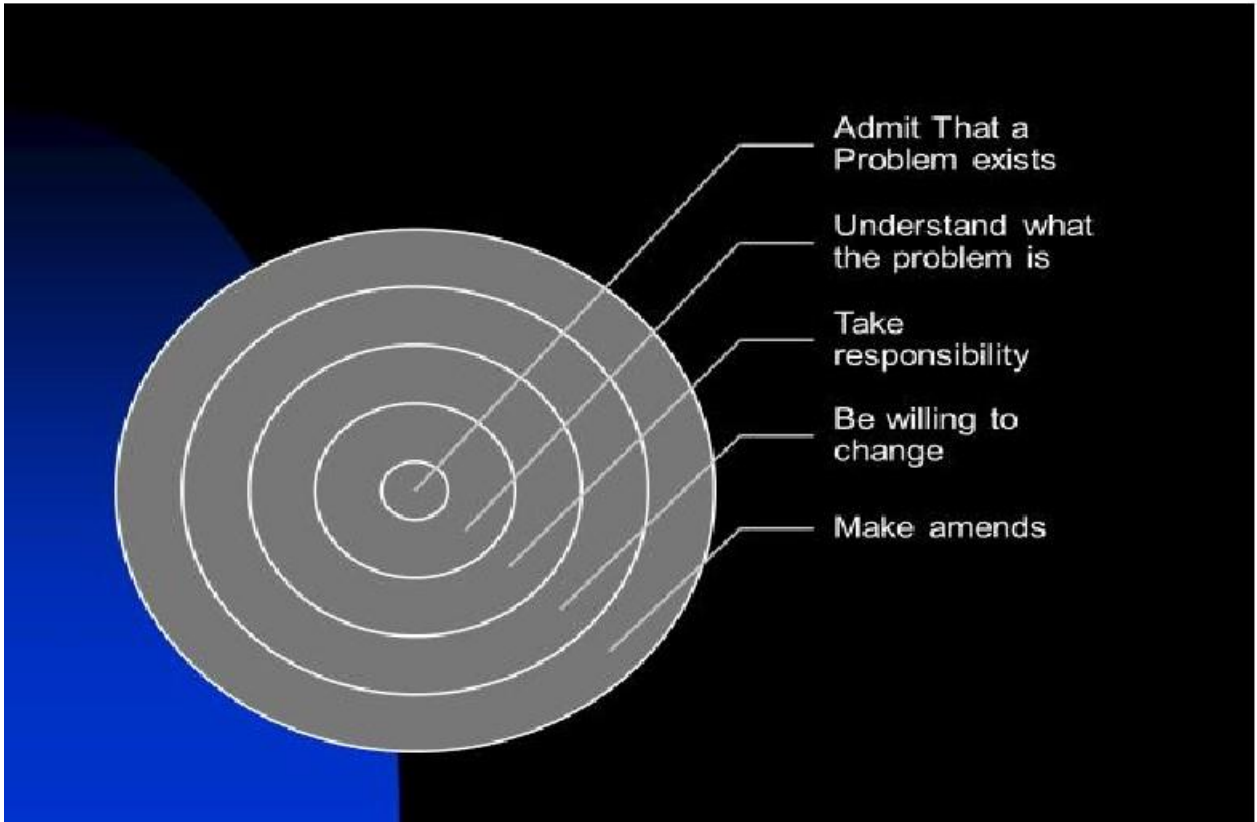 Admit That a
Problem exists
Understand what
the problem is
Take
responsibility
Be willing to
change
Make amends